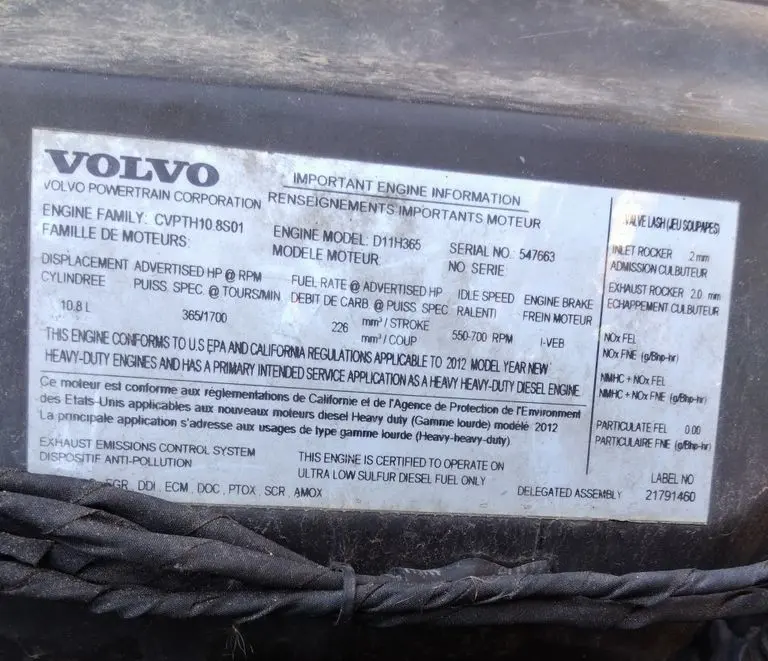 VOLVO
VOLVO POWERTRAIN CORPORATION
IMPORTANT ENGINE INFORMATION
RENSEIGNEMENTS IMPORTANTS MOTEUR
ENGINE FAMILY: CVPTH10.8S01
FAMILLE DE MOTEURS:
ENGINE MODEL: D11H365
MODELE MOTEUR:
SERIAL NO.: 547663
NO. SERIE:
DISPLACEMENT
CYLINDREE
10.8 L
ADVERTISED HP @ RPM
PUISS. SPEC. @ TOURS/MIN
365/1700
FUEL RATE @ ADVERTISED HP
DEBIT DE CARB @ PUISS. SPEC
226 mm³ / STROKE
mm³ / COUP
IDLE SPEED
RALENTI
550-700 RPM
ENGINE BRAKE
FREIN MOTEUR
I-VEB
THIS ENGINE CONFORMS TO U.S EPA AND CALIFORNIA REGULATIONS APPLICABLE TO 2012 MODEL YEAR NEW
HEAVY-DUTY ENGINES AND HAS A PRIMARY INTENDED SERVICE APPLICATION AS A HEAVY HEAVY-DUTY DIESEL ENGINE.
Ce moteur est conforme aux réglementations de Californie et de l'Agence de Protection de l'Environment
des Etats-Unis applicables aux nouveaux moteurs diesel Heavy duty (Gamme lourde) modélé 2012
La principale application s'adresse aux usages de type gamme lourde (Heavy-heavy-duty)
EXHAUST EMISSIONS CONTROL SYSTEM
DISPOSITIF ANTI-POLLUTION
EGR, DDI, ECM, DOC, PTOX, SCR, AMOX
THIS ENGINE IS CERTIFIED TO OPERATE ON
ULTRA LOW SULFUR DIESEL FUEL ONLY
DELEGATED ASSEMBLY
VALVE LASH (JEU SOUPAPES)
INLET ROCKER .2 mm
ADMISSION CULBUTEUR
EXHAUST ROCKER 2.0 mm
ECHAPPEMENT CULBUTEUR
NOx FEL
NOx FNE (g/Bhp-hr)
NMHC + NOx FEL
NMHC + NOx FNE (g/Bhp-hr)
PARTICULATE FEL 0.00
PARTICULAIRE FNE (g/Bhp-hr)
LABEL NO
21791460